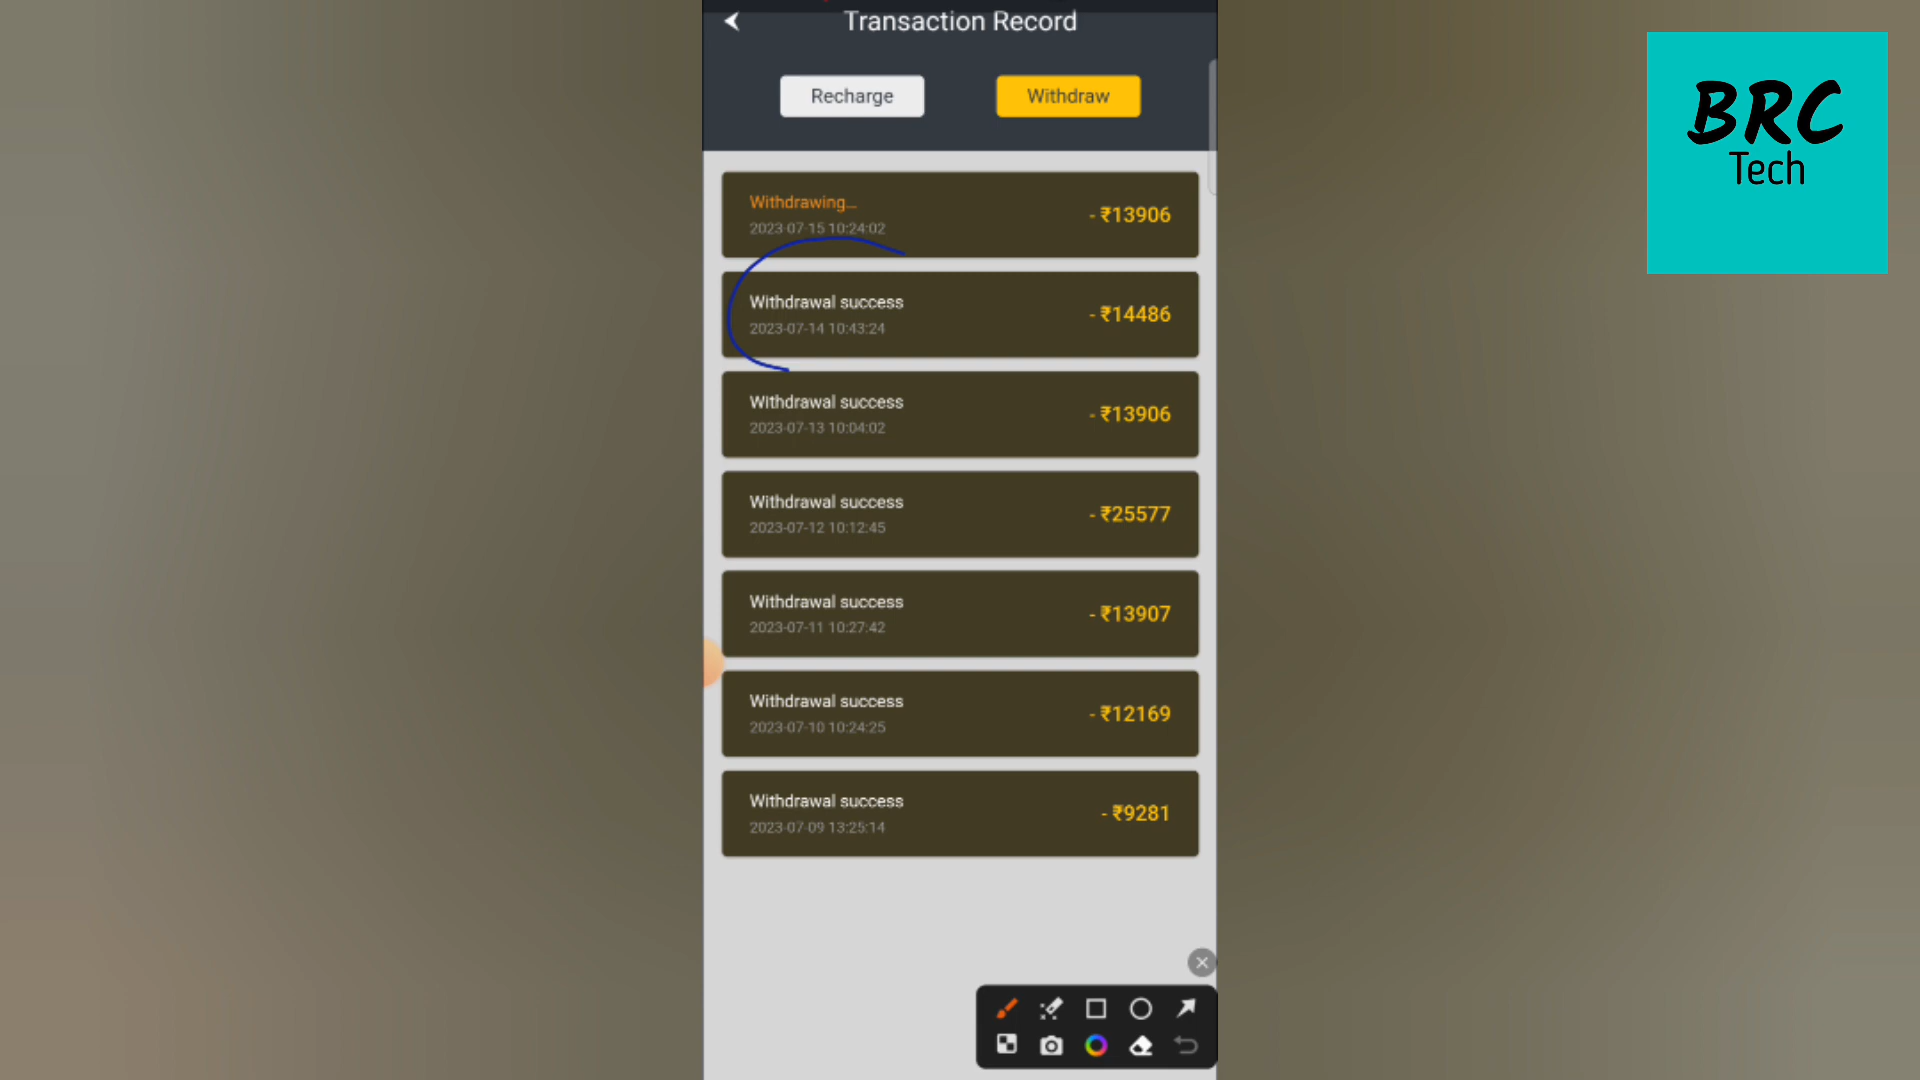 Transaction Record
Recharge
Withdraw
BRC
Tech
Withdrawing...
2023-07-15 10:24:02
- ₹13906
Withdrawal success
2023-07-14 10:43:24
- ₹14486
Withdrawal success
2023-07-13 10:04:02
- ₹13906
Withdrawal success
2023-07-12 10:12:45
- ₹25577
Withdrawal success
2023-07-11 10:27:42
- ₹13907
Withdrawal success
2023-07-10 10:24:25
- ₹12169
Withdrawal success
2023-07-09 13:25:14
- ₹9281